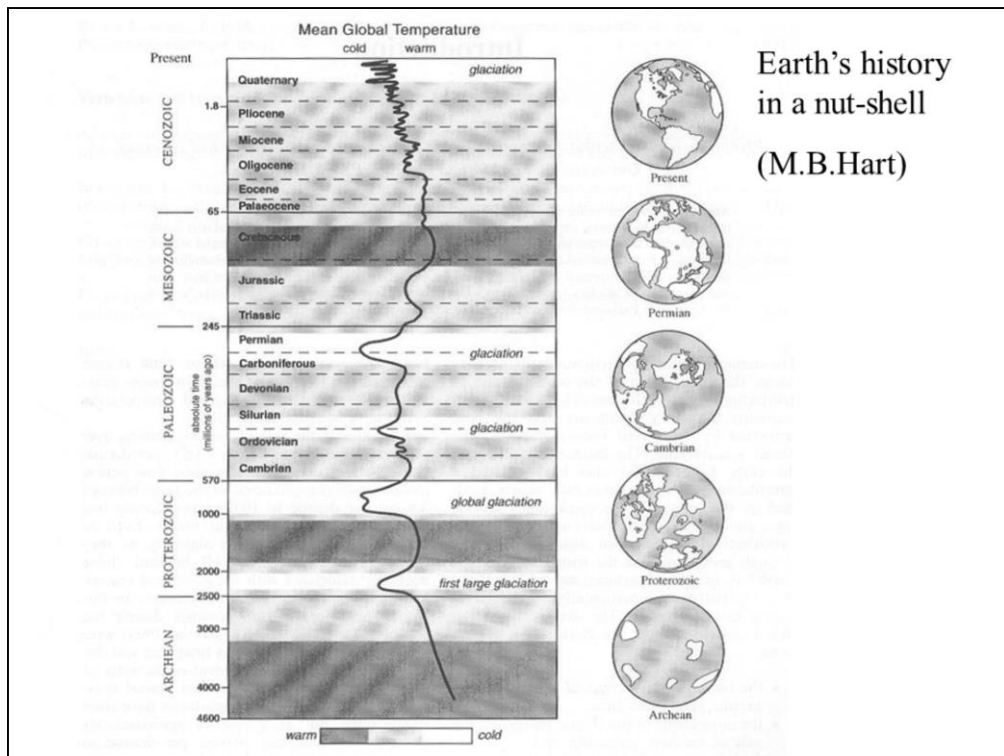 Mean Global Temperature
cold warm
Present
glaciation
Quaternary
1.8
Pliocene
Miocene
Oligocene
Eocene
Palaeocene
65
Cretaceous
Jurassic
Triassic
245
Permian
glaciation
Carboniferous
Devonian
Silurian
glaciation
Ordovician
Cambrian
570
global glaciation
1000
2000
first large glaciation
2500
3000
4000
4600
CENOZOIC
MESOZOIC
PALEOZOIC
PROTEROZOIC
ARCHEAN
absolute time
(millions of years ago)
warm cold
Present
Permian
Cambrian
Proterozoic
Archean
Earth's history
in a nut-shell
(M.B.Hart)